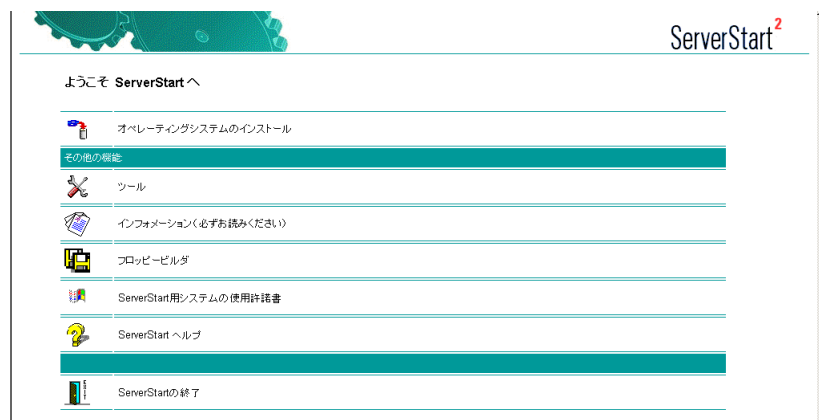 ServerStart2
ようこそ ServerStart へ
オペレーティングシステムのインストール
その他の機能
ツール
インフォメーション(必ずお読みください)
フロッピービルダ
ServerStart用システムの使用許諾書
ServerStart ヘルプ
EXIT
ServerStartの終了